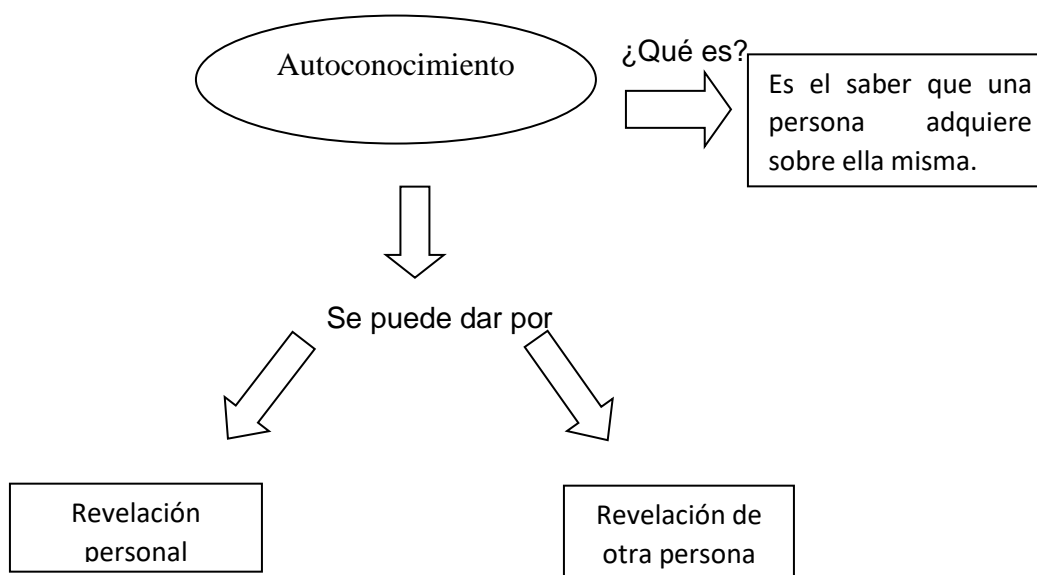 Autoconocimiento
¿Qué es?
Es el saber que una
persona adquiere
sobre ella misma.
Se puede dar por
Revelación
personal
Revelación de
otra persona